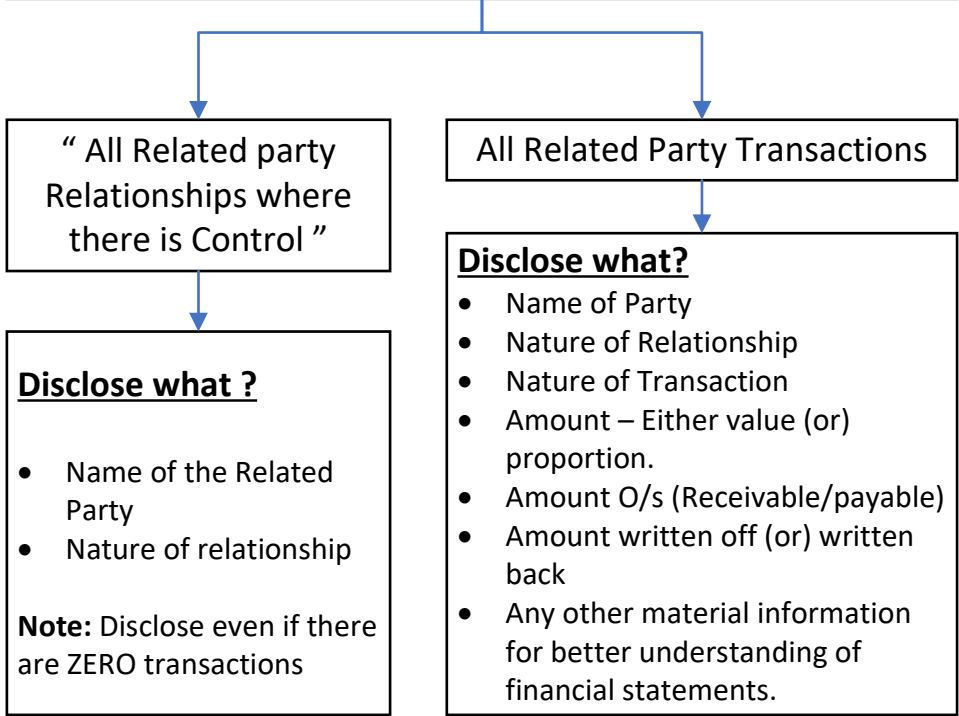 “ All Related party
Relationships where
there is Control ”
Disclose what ?
• Name of the Related
Party
• Nature of relationship
Note: Disclose even if there
are ZERO transactions
All Related Party Transactions
Disclose what?
• Name of Party
• Nature of Relationship
• Nature of Transaction
• Amount – Either value (or)
proportion.
• Amount O/s (Receivable/payable)
• Amount written off (or) written
back
• Any other material information
for better understanding of
financial statements.